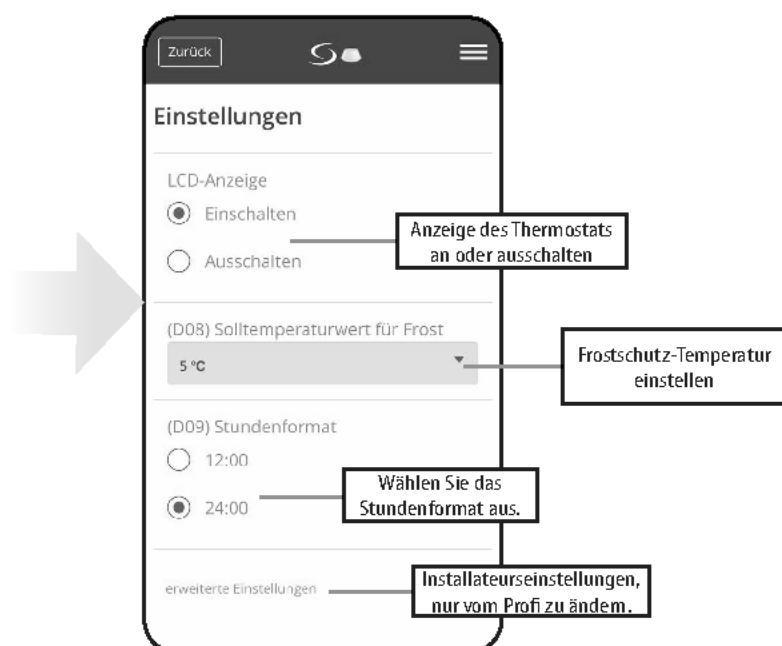 Zurück
Einstellungen
LCD-Anzeige
Einschalten
Ausschalten
Anzeige des Thermostats
an oder ausschalten
(D08) Solltemperaturwert für Frost
5 °C
Frostschutz-Temperatur
einstellen
(D09) Stundenformat
12:00
24:00
Wählen Sie das
Stundenformat aus.
erweiterte Einstellungen
Installateurseinstellungen,
nur vom Profi zu ändern.